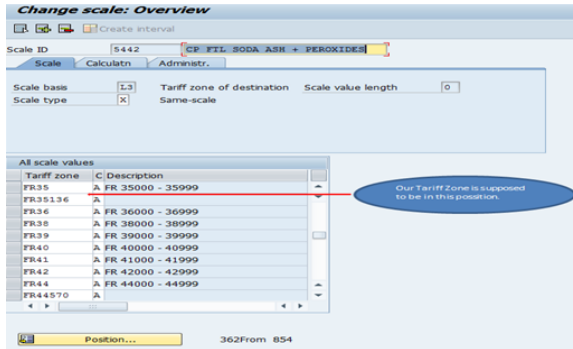 Change scale: Overview
Create interval
Scale ID 5442 CP FTL SODA ASH + PEROXIDES
Scale Calculatn Administr.
Scale basis L3 Tariff zone of destination Scale value length 0
Scale type X Same-scale
All scale values
Tariff zone C Description
FR35 A FR 35000 - 35999
FR35136 A
FR36 A FR 36000 - 36999
FR38 A FR 38000 - 38999
FR39 A FR 39000 - 39999
FR40 A FR 40000 - 40999
FR41 A FR 41000 - 41999
FR42 A FR 42000 - 42999
FR44 A FR 44000 - 44999
FR44570 A
Our Tariff Zone is supposed
to be in this possition.
Position... 362From 854